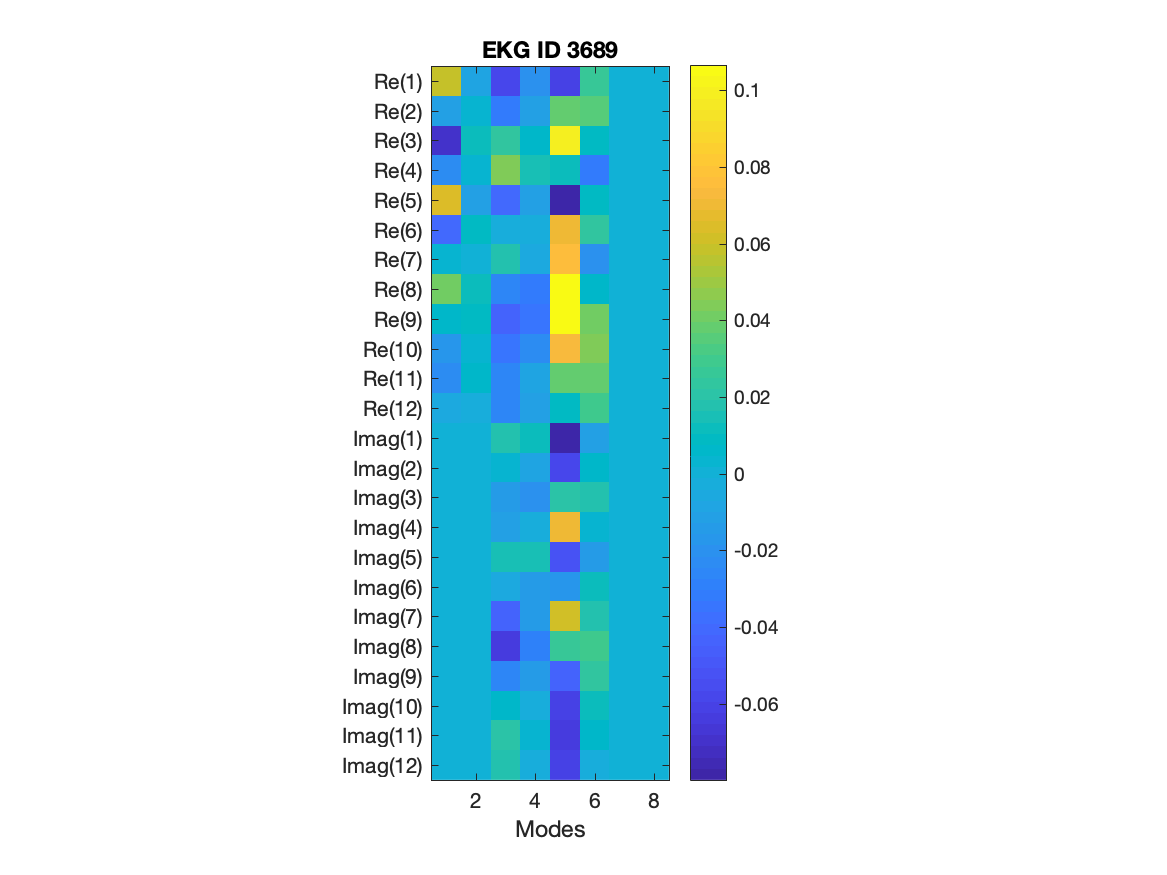 EKG ID 3689
Re(1)
Re(2)
Re(3)
Re(4)
Re(5)
Re(6)
Re(7)
Re(8)
Re(9)
Re(10)
Re(11)
Re(12)
Imag(1)
Imag(2)
Imag(3)
Imag(4)
Imag(5)
Imag(6)
Imag(7)
Imag(8)
Imag(9)
Imag(10)
Imag(11)
Imag(12)
2 4 6 8
Modes
0.1
0.08
0.06
0.04
0.02
0
-0.02
-0.04
-0.06